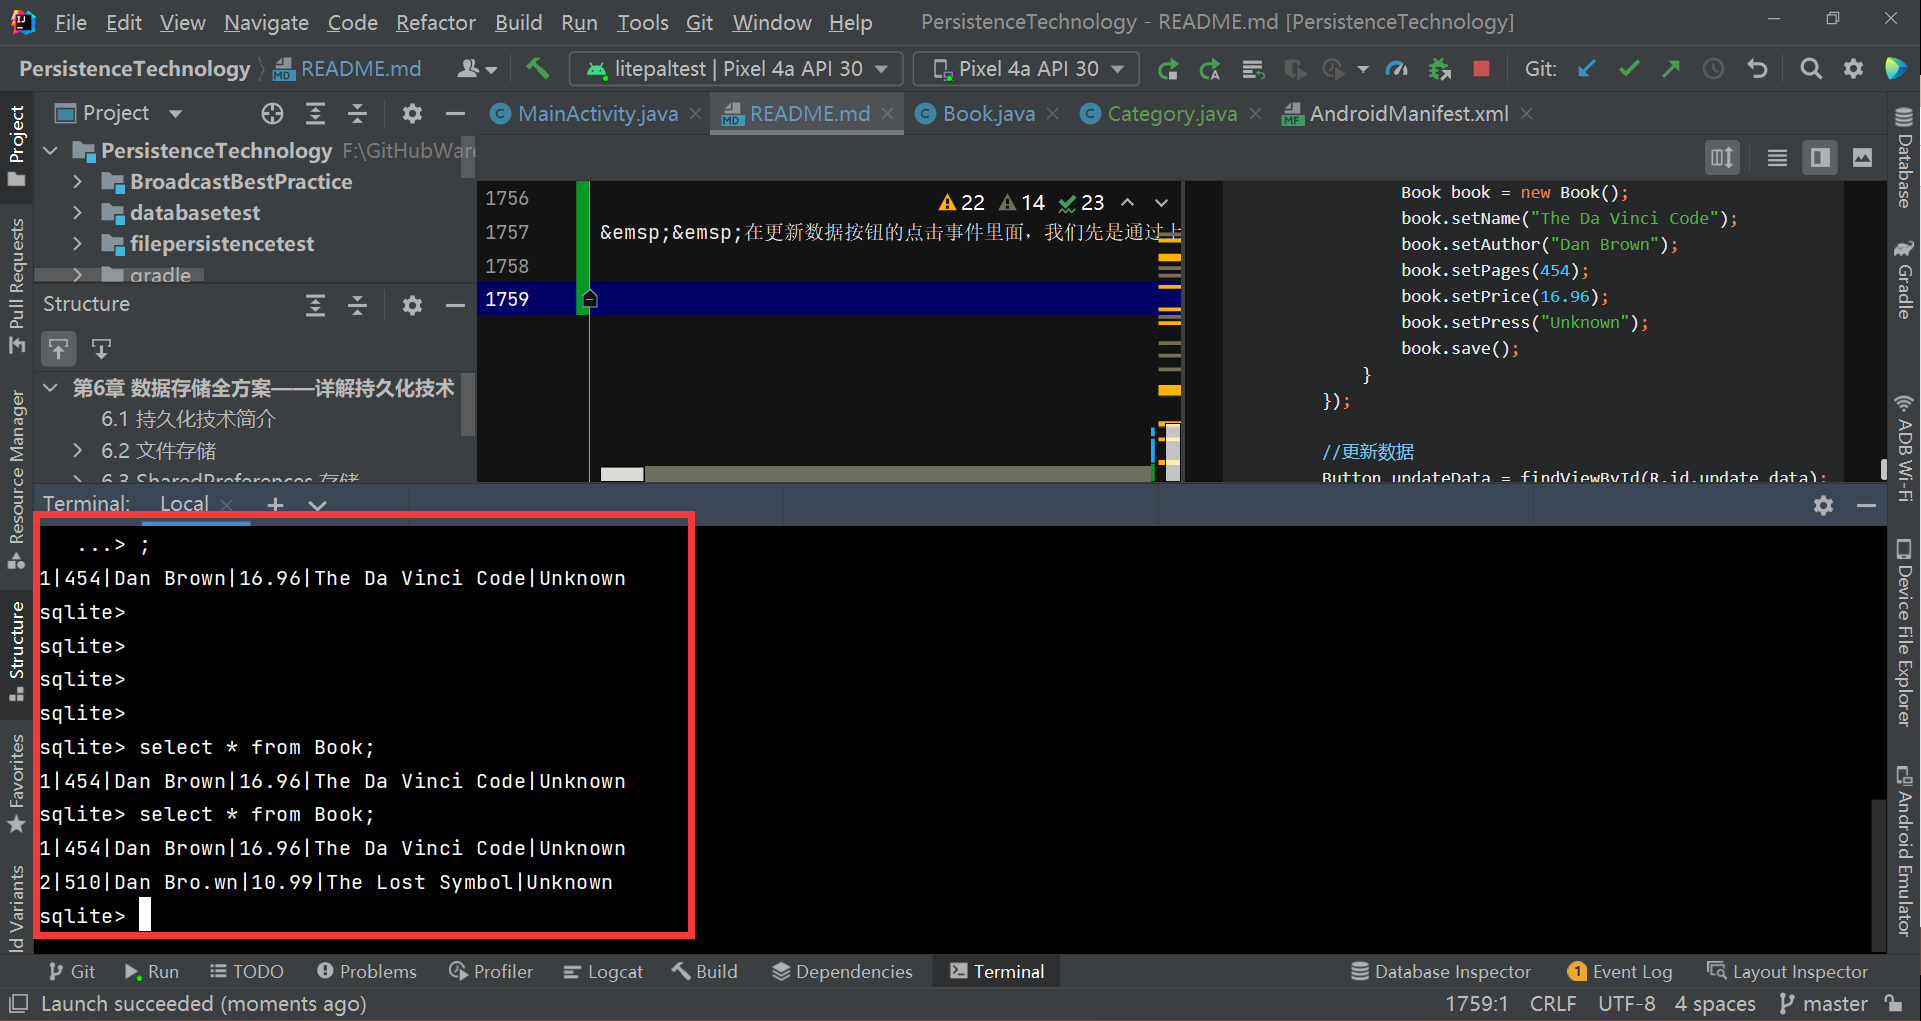 File Edit View Navigate Code Refactor Build Run Tools Git Window Help PersistenceTechnology - README.md [PersistenceTechnology]
PersistenceTechnology README.md litepaltest | Pixel 4a API 30 Pixel 4a API 30 Git:
Project
MainActivity.java README.md Book.java Category.java AndroidManifest.xml
PersistenceTechnology F:\GitHubWare
BroadcastBestPractice
databasetest
filepersistencetest
gradle
Structure
第6章 数据存储全方案——详解持久化技术
6.1 持久化技术简介
6.2 文件存储
6.3 SharedPreferences 存储
1756
22 14 23
1757 &emsp;&emsp;在更新数据按钮的点击事件里面，我们先是通过
1758
1759
Book book = new Book();
book.setName("The Da Vinci Code");
book.setAuthor("Dan Brown");
book.setPages(454);
book.setPrice(16.96);
book.setPress("Unknown");
book.save();
}
});
//更新数据
Button updateData = findViewById(R.id.update_data);
Terminal: Local
...> ;
1|454|Dan Brown|16.96|The Da Vinci Code|Unknown
sqlite>
sqlite>
sqlite>
sqlite>
sqlite> select * from Book;
1|454|Dan Brown|16.96|The Da Vinci Code|Unknown
sqlite> select * from Book;
1|454|Dan Brown|16.96|The Da Vinci Code|Unknown
2|510|Dan Bro.wn|10.99|The Lost Symbol|Unknown
sqlite>
Project
Pull Requests
Resource Manager
Structure
Favorites
ld Variants
Database
Gradle
ADB Wi-Fi
Device File Explorer
Android Emulator
Git Run TODO Problems Profiler Logcat Build Dependencies Terminal Database Inspector 1 Event Log Layout Inspector
Launch succeeded (moments ago) 1759:1 CRLF UTF-8 4 spaces master